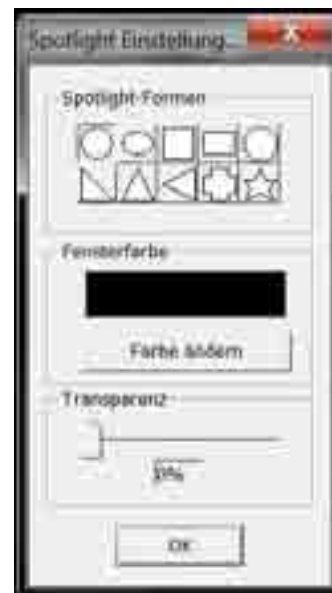 Spotlight Einstellung...
Spotlight-Formen
Fensterfarbe
Farbe ändern
Transparenz
0%
OK